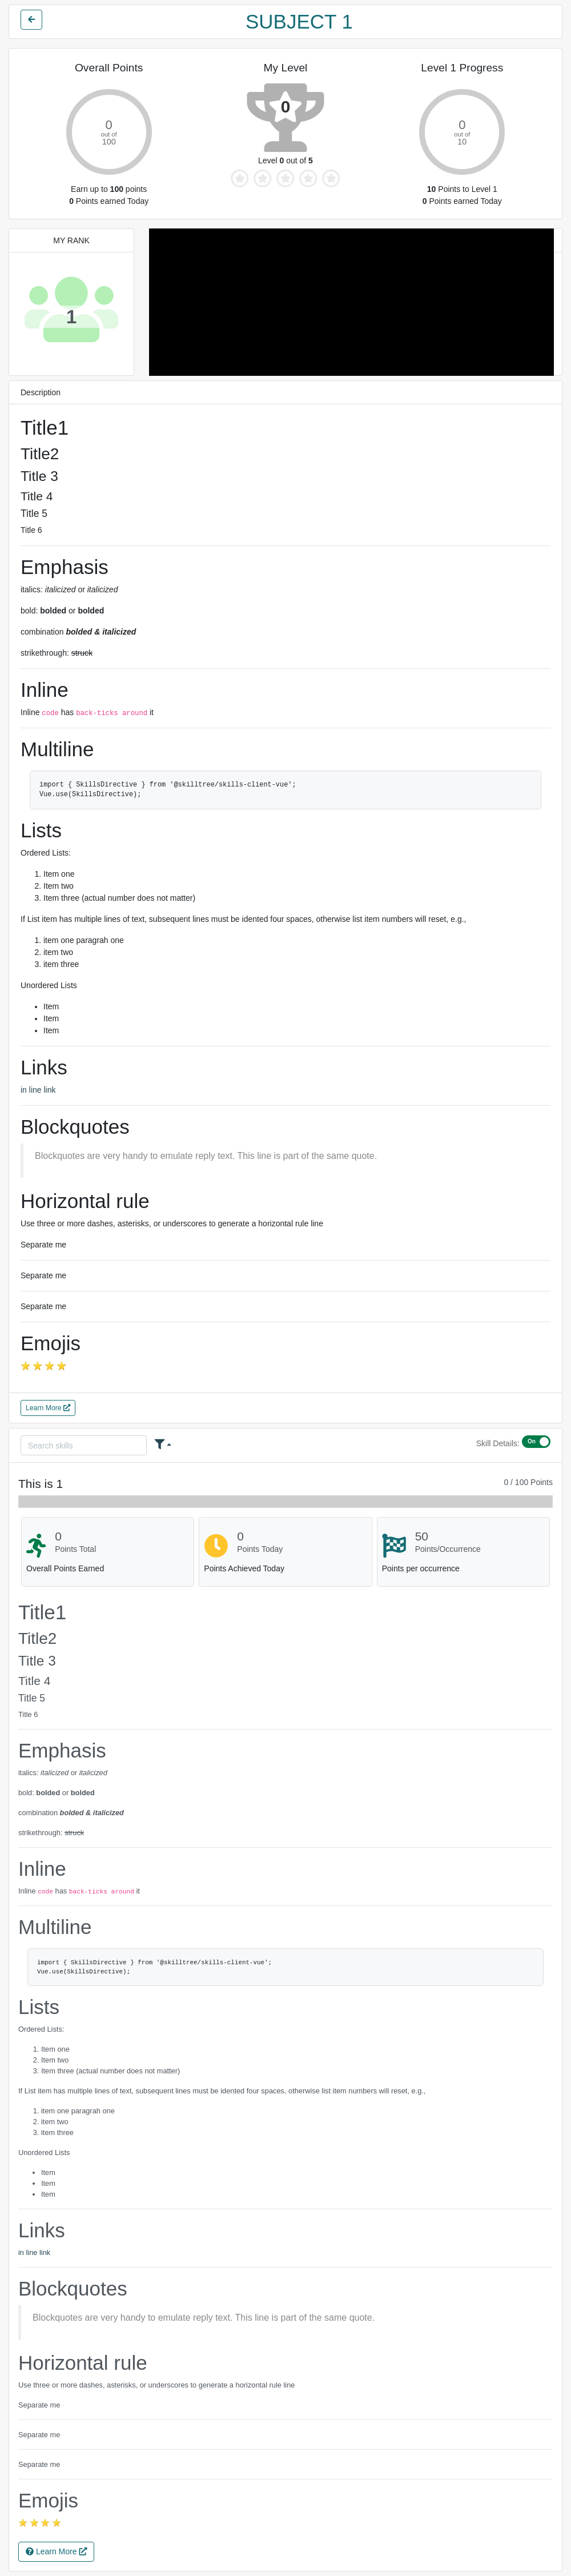 SUBJECT 1
Overall Points
My Level
Level 1 Progress
0
out of
100
0
0
out of
10
Level 0 out of 5
Earn up to 100 points
0 Points earned Today
10 Points to Level 1
0 Points earned Today
MY RANK
1
Description
Title1
Title2
Title 3
Title 4
Title 5
Title 6
Emphasis
italics: italicized or italicized
bold: bolded or bolded
combination bolded & italicized
strikethrough: struck
Inline
Inline code has back-ticks around it
Multiline
import { SkillsDirective } from '@skilltree/skills-client-vue';
Vue.use(SkillsDirective);
Lists
Ordered Lists:
1. Item one
2. Item two
3. Item three (actual number does not matter)
If List item has multiple lines of text, subsequent lines must be idented four spaces, otherwise list item numbers will reset, e.g.,
1. item one paragrah one
2. item two
3. item three
Unordered Lists
• Item
• Item
• Item
Links
in line link
Blockquotes
Blockquotes are very handy to emulate reply text. This line is part of the same quote.
Horizontal rule
Use three or more dashes, asterisks, or underscores to generate a horizontal rule line
Separate me
Separate me
Separate me
Emojis
Learn More
Search skills
Skill Details: On
This is 1
0 / 100 Points
0
Points Total
Overall Points Earned
0
Points Today
Points Achieved Today
50
Points/Occurrence
Points per occurrence
Title1
Title2
Title 3
Title 4
Title 5
Title 6
Emphasis
italics: italicized or italicized
bold: bolded or bolded
combination bolded & italicized
strikethrough: struck
Inline
Inline code has back-ticks around it
Multiline
import { SkillsDirective } from '@skilltree/skills-client-vue';
Vue.use(SkillsDirective);
Lists
Ordered Lists:
1. Item one
2. Item two
3. Item three (actual number does not matter)
If List item has multiple lines of text, subsequent lines must be idented four spaces, otherwise list item numbers will reset, e.g.,
1. item one paragrah one
2. item two
3. item three
Unordered Lists
• Item
• Item
• Item
Links
in line link
Blockquotes
Blockquotes are very handy to emulate reply text. This line is part of the same quote.
Horizontal rule
Use three or more dashes, asterisks, or underscores to generate a horizontal rule line
Separate me
Separate me
Separate me
Emojis
Learn More